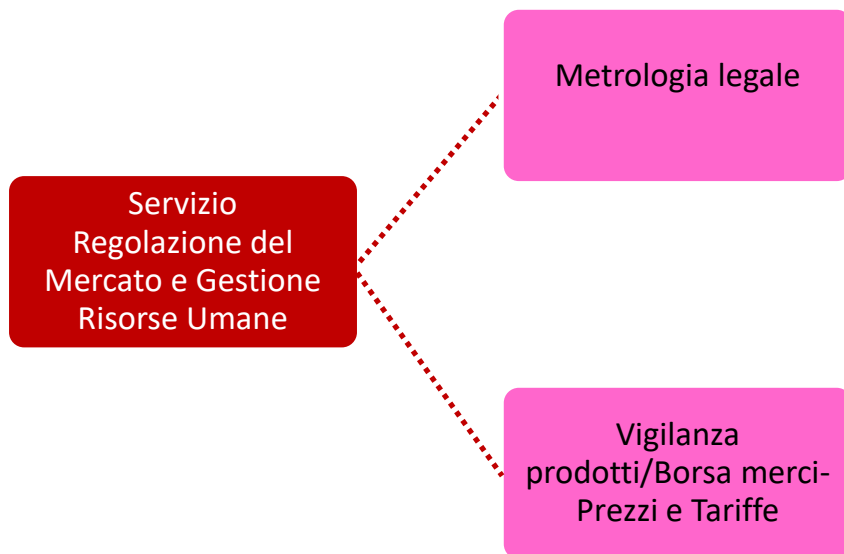 Metrologia legale
Servizio
Regolazione del
Mercato e Gestione
Risorse Umane
Vigilanza
prodotti/Borsa merci-
Prezzi e Tariffe